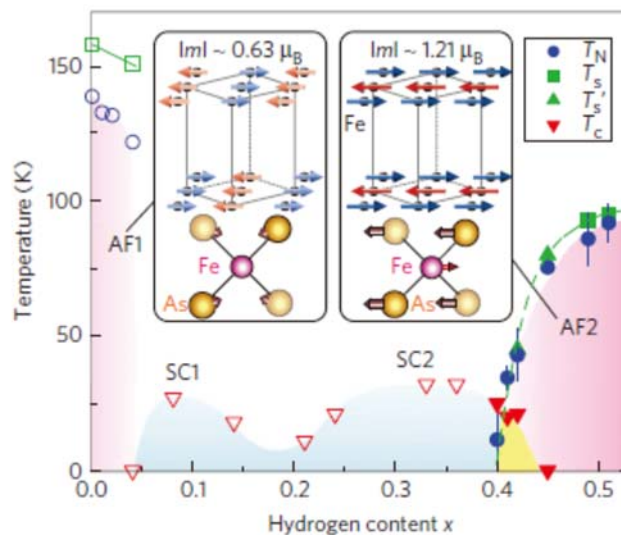 |m| ~ 0.63 μB
|m| ~ 1.21 μB
TN
Ts
Ts′
Tc
Fe
Fe
As
Fe
As
AF1
AF2
SC1
SC2
150
100
50
0
Temperature (K)
0.0 0.1 0.2 0.3 0.4 0.5
Hydrogen content x